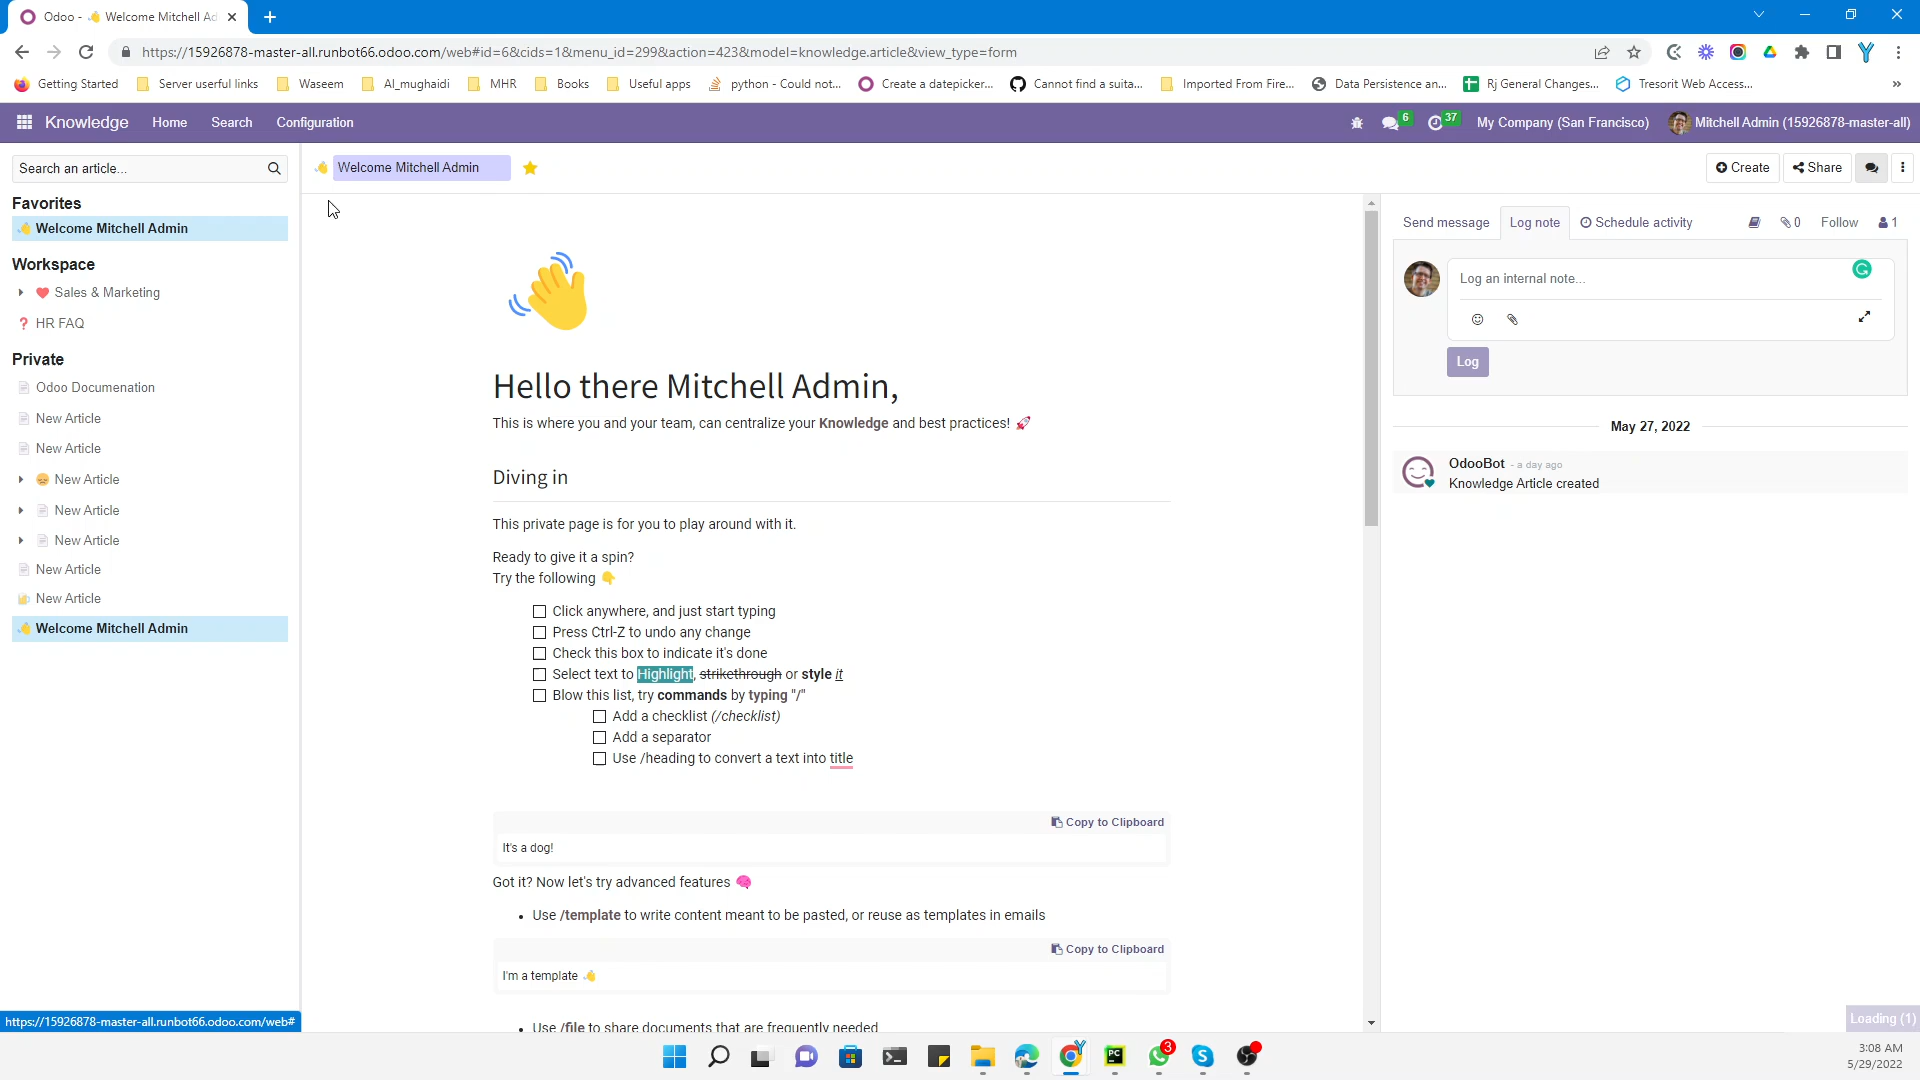 Odoo - 👋 Welcome Mitchell Ad
https://15926878-master-all.runbot66.odoo.com/web#id=6&cids=1&menu_id=299&action=423&model=knowledge.article&view_type=form
Getting Started
Server userful links
Waseem
Al_mughaidi
MHR
Books
Useful apps
python - Could not...
Create a datepicker...
Cannot find a suita...
Imported From Fire...
Data Persistence an...
Rj General Changes...
Tresorit Web Access...
»
Knowledge
Home
Search
Configuration
6
37
My Company (San Francisco)
Mitchell Admin (15926878-master-all)
Search an article...
Favorites
👋 Welcome Mitchell Admin
Workspace
Sales & Marketing
❓ HR FAQ
Private
Odoo Documenation
New Article
New Article
New Article
New Article
New Article
New Article
New Article
👋 Welcome Mitchell Admin
https://15926878-master-all.runbot66.odoo.com/web#
👋 Welcome Mitchell Admin
Create
Share
Hello there Mitchell Admin,
This is where you and your team, can centralize your Knowledge and best practices! 🚀
Diving in
This private page is for you to play around with it.
Ready to give it a spin?
Try the following 👇
Click anywhere, and just start typing
Press Ctrl-Z to undo any change
Check this box to indicate it's done
Select text to Highlight, strikethrough or style it
Blow this list, try commands by typing "/"
Add a checklist (/checklist)
Add a separator
Use /heading to convert a text into title
Copy to Clipboard
It's a dog!
Got it? Now let's try advanced features 🧠
• Use /template to write content meant to be pasted, or reuse as templates in emails
Copy to Clipboard
I'm a template 👋
• Use /file to share documents that are frequently needed
Send message
Log note
Schedule activity
0
Follow
1
Log an internal note...
Log
May 27, 2022
OdooBot - a day ago
Knowledge Article created
Loading (1)
PC
3
3:08 AM
5/29/2022